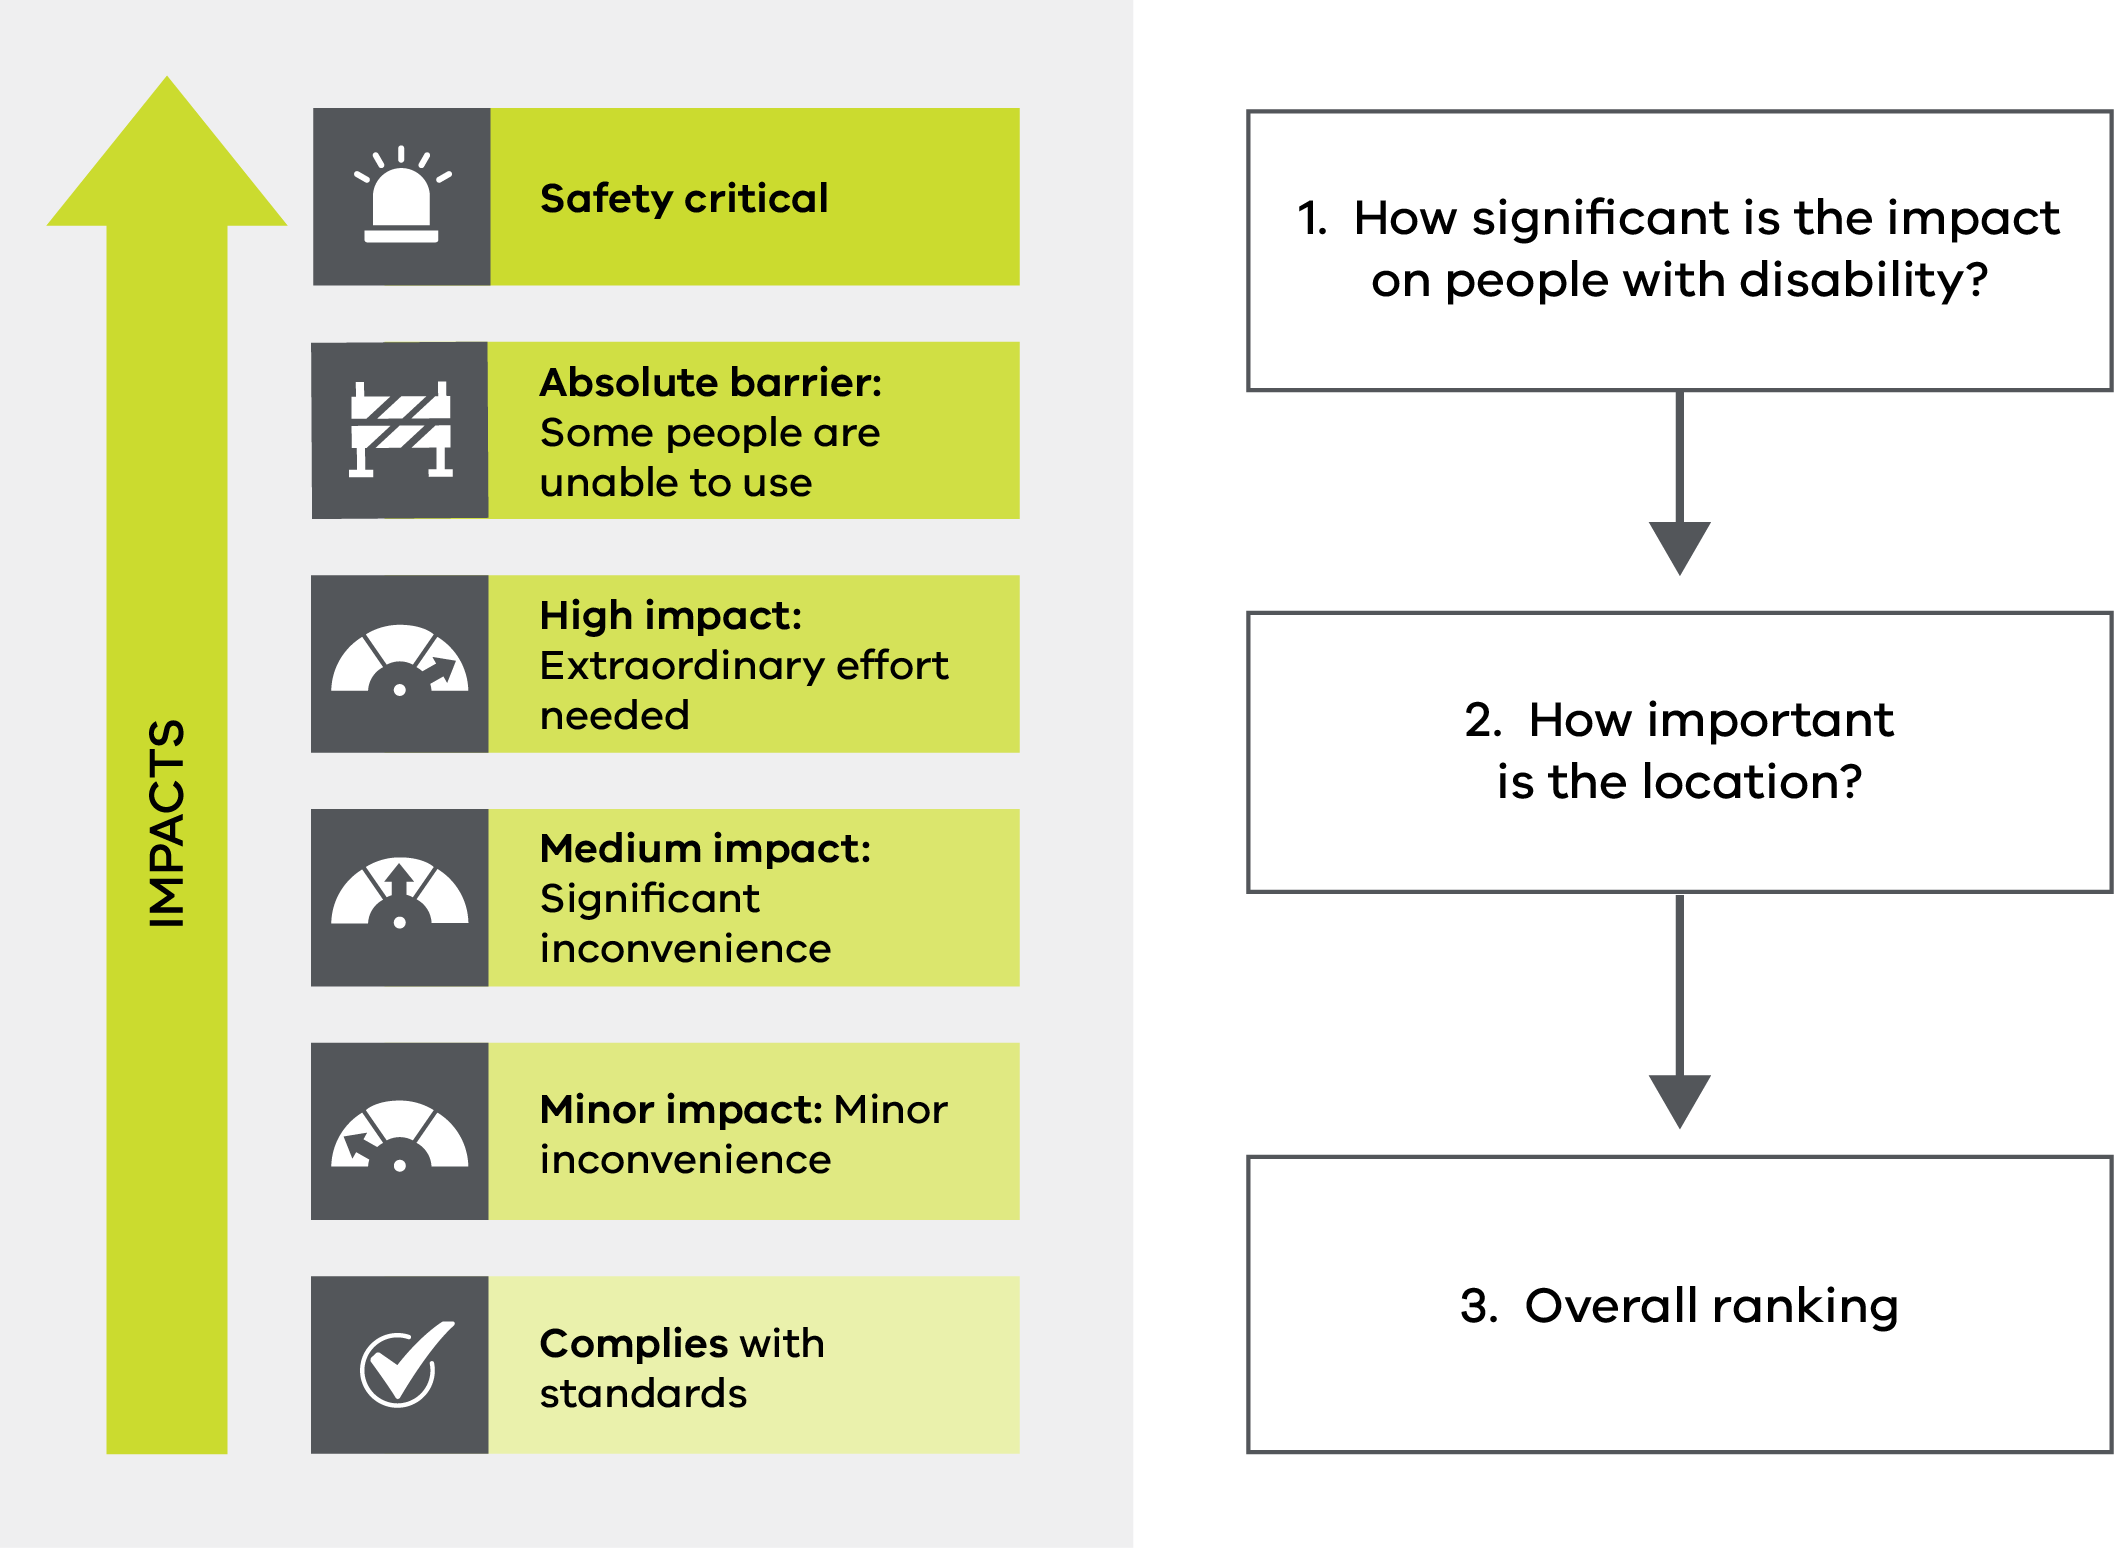 IMPACTS
Safety critical
Absolute barrier:
Some people are
unable to use
High impact:
Extraordinary effort
needed
Medium impact:
Significant
inconvenience
Minor impact: Minor
inconvenience
Complies with
standards
1. How significant is the impact
on people with disability?
2. How important
is the location?
3. Overall ranking